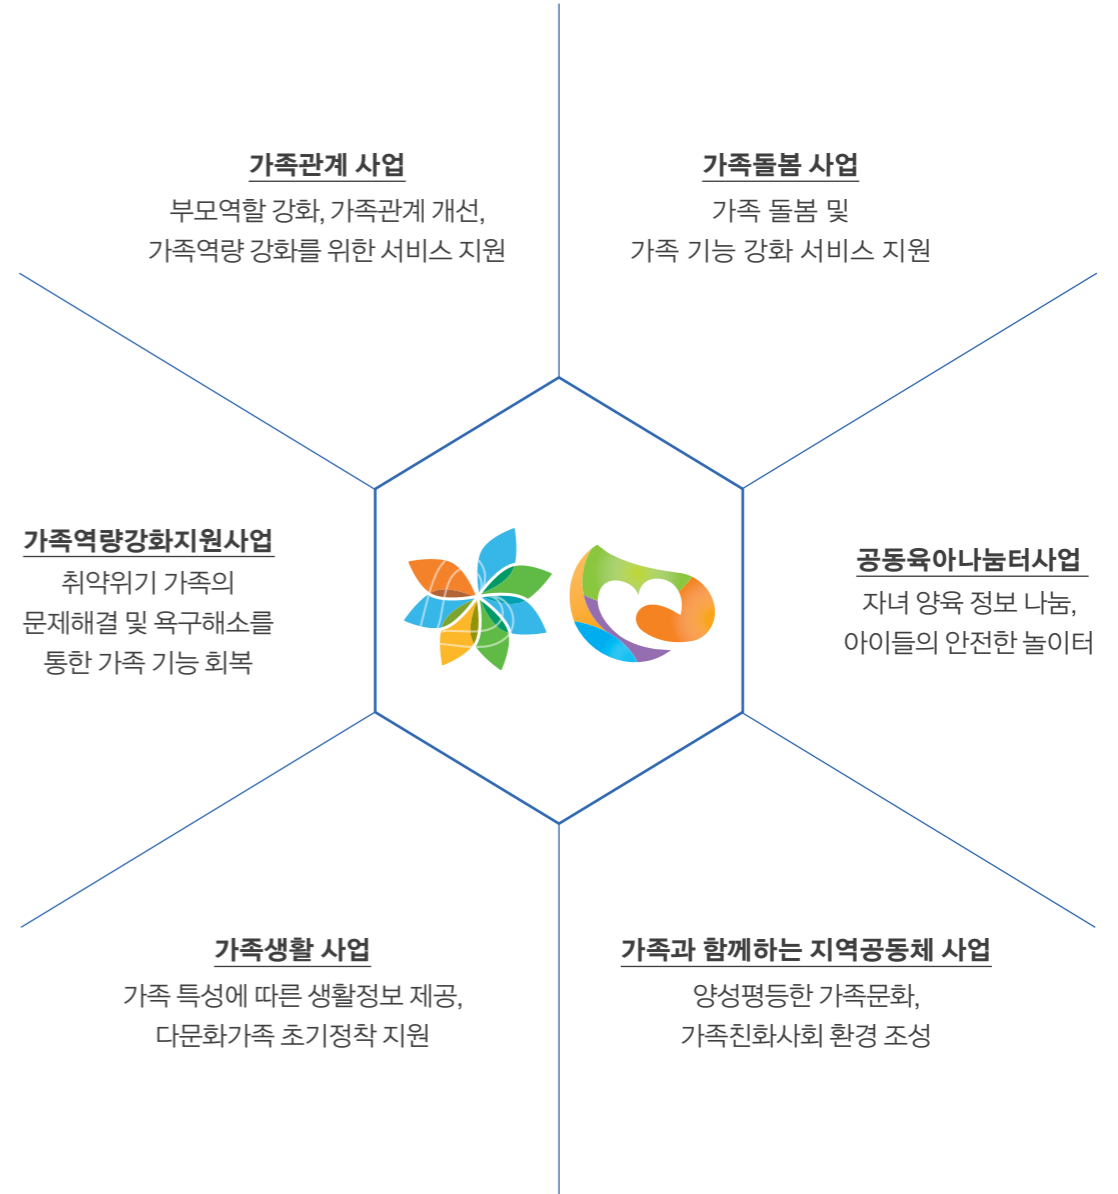 가족관계 사업
부모역할 강화, 가족관계 개선,
가족역량 강화를 위한 서비스 지원
가족돌봄 사업
가족 돌봄 및
가족 기능 강화 서비스 지원
가족역량강화지원사업
취약위기 가족의
문제해결 및 욕구해소를
통한 가족 기능 회복
공동육아나눔터사업
자녀 양육 정보 나눔,
아이들의 안전한 놀이터
가족생활 사업
가족 특성에 따른 생활정보 제공,
다문화가족 초기정착 지원
가족과 함께하는 지역공동체 사업
양성평등한 가족문화,
가족친화사회 환경 조성